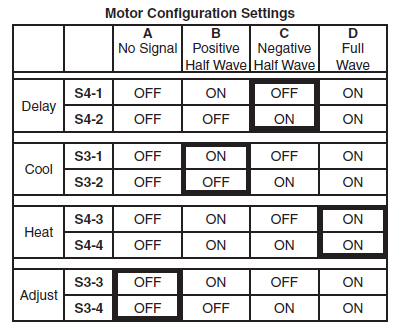 Motor Configuration Settings
A B C D
No Signal Positive Negative Full
Half Wave Half Wave Wave
Delay
S4-1 OFF ON OFF ON
S4-2 OFF OFF ON ON
Cool
S3-1 OFF ON OFF ON
S3-2 OFF OFF ON ON
Heat
S4-3 OFF ON OFF ON
S4-4 OFF OFF ON ON
Adjust
S3-3 OFF ON OFF ON
S3-4 OFF OFF ON ON